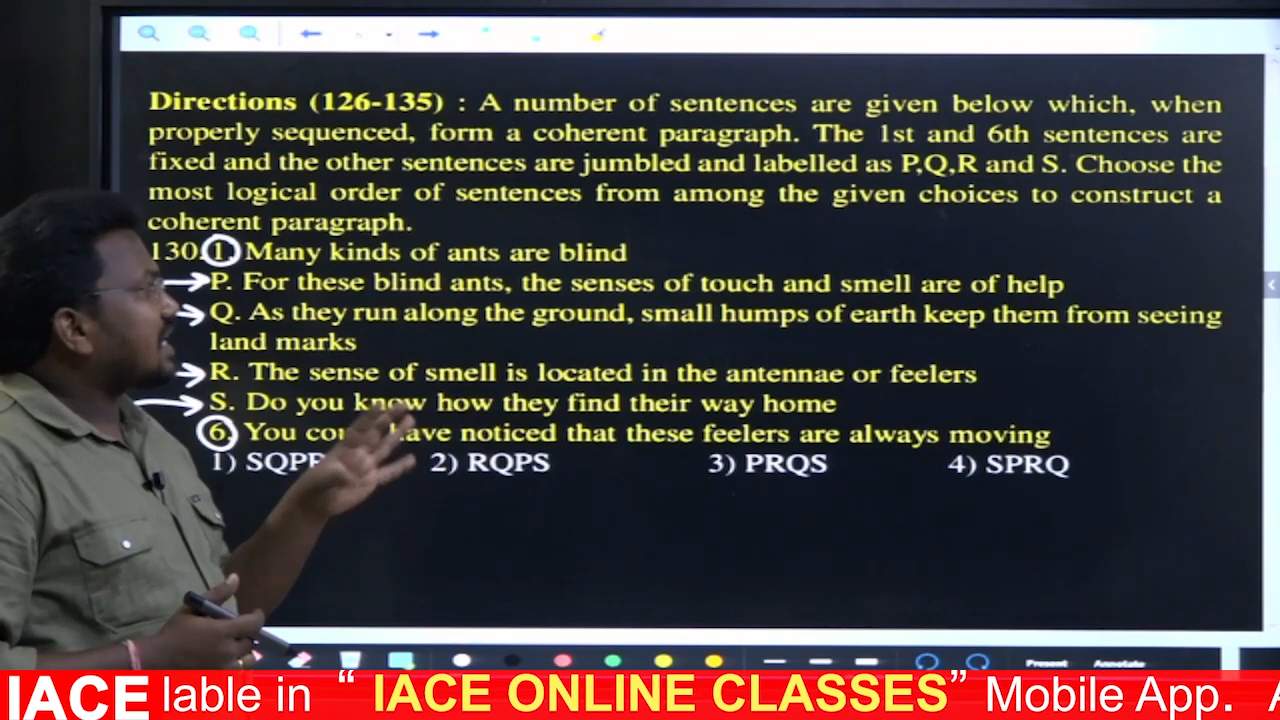 Directions (126-135) : A number of sentences are given below which, when
properly sequenced, form a coherent paragraph. The 1st and 6th sentences are
fixed and the other sentences are jumbled and labelled as P,Q,R and S. Choose the
most logical order of sentences from among the given choices to construct a
coherent paragraph.
130. 1. Many kinds of ants are blind
P. For these blind ants, the senses of touch and smell are of help
Q. As they run along the ground, small humps of earth keep them from seeing
land marks
R. The sense of smell is located in the antennae or feelers
S. Do you know how they find their way home
6. You have noticed that these feelers are always moving
1) 2) RQPS 3) PRQS 4) SPRQ
Present Annotate
IACE lable in “ IACE ONLINE CLASSES” Mobile App.